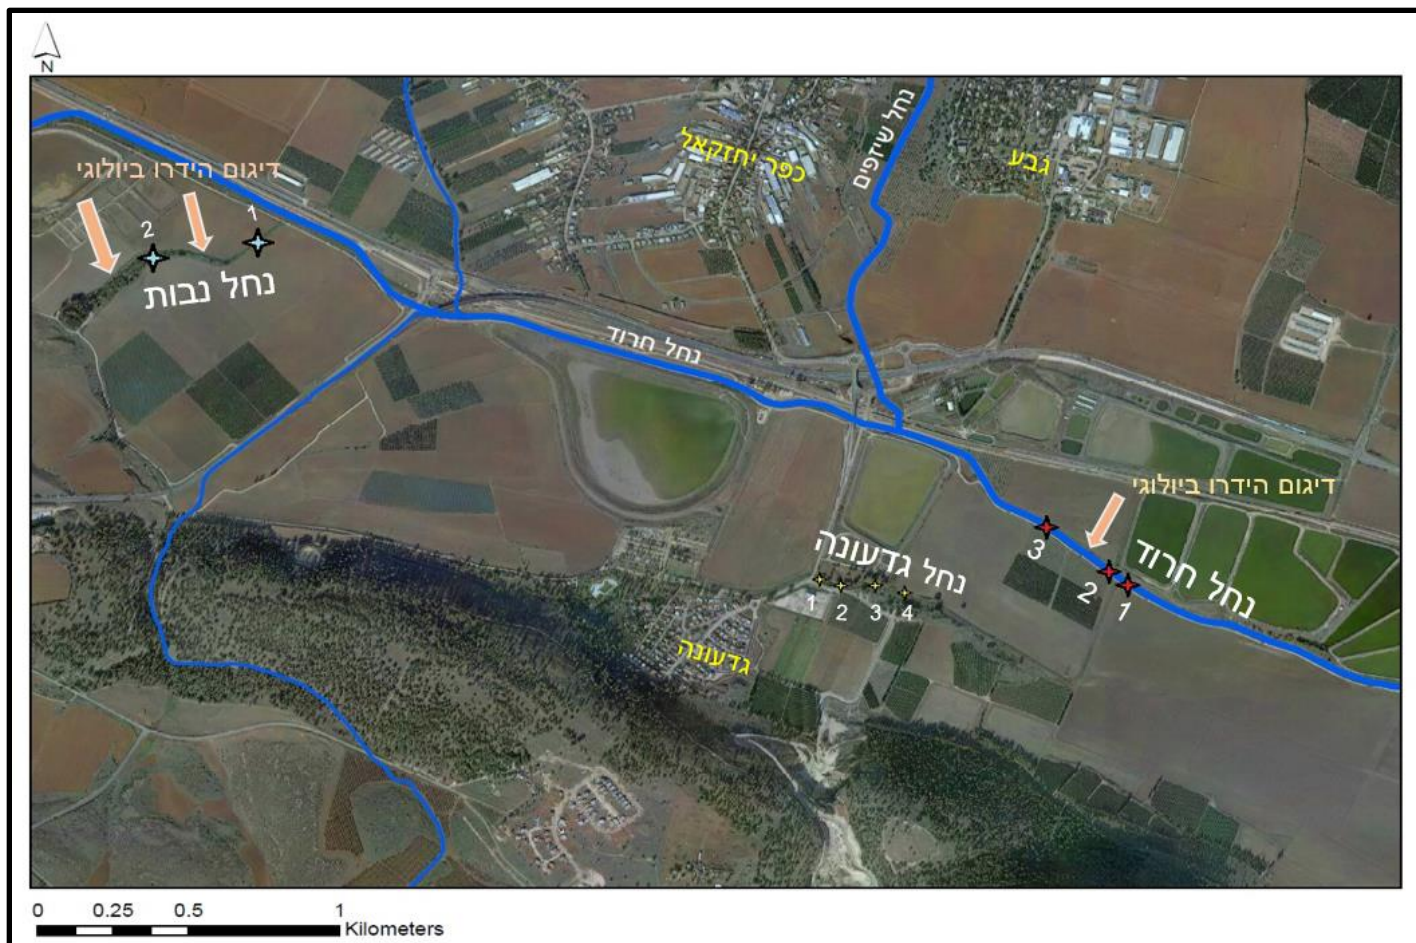 N
נחל שיזפים
כפר יחזקאל
גבע
דיגום הידרו ביולוגי
1
2
נחל נבות
נחל חרוד
דיגום הידרו ביולוגי
3
2
1
נחל חרוד
נחל גדעונה
1
2
3
4
גדעונה
0 0.25 0.5 1
Kilometers